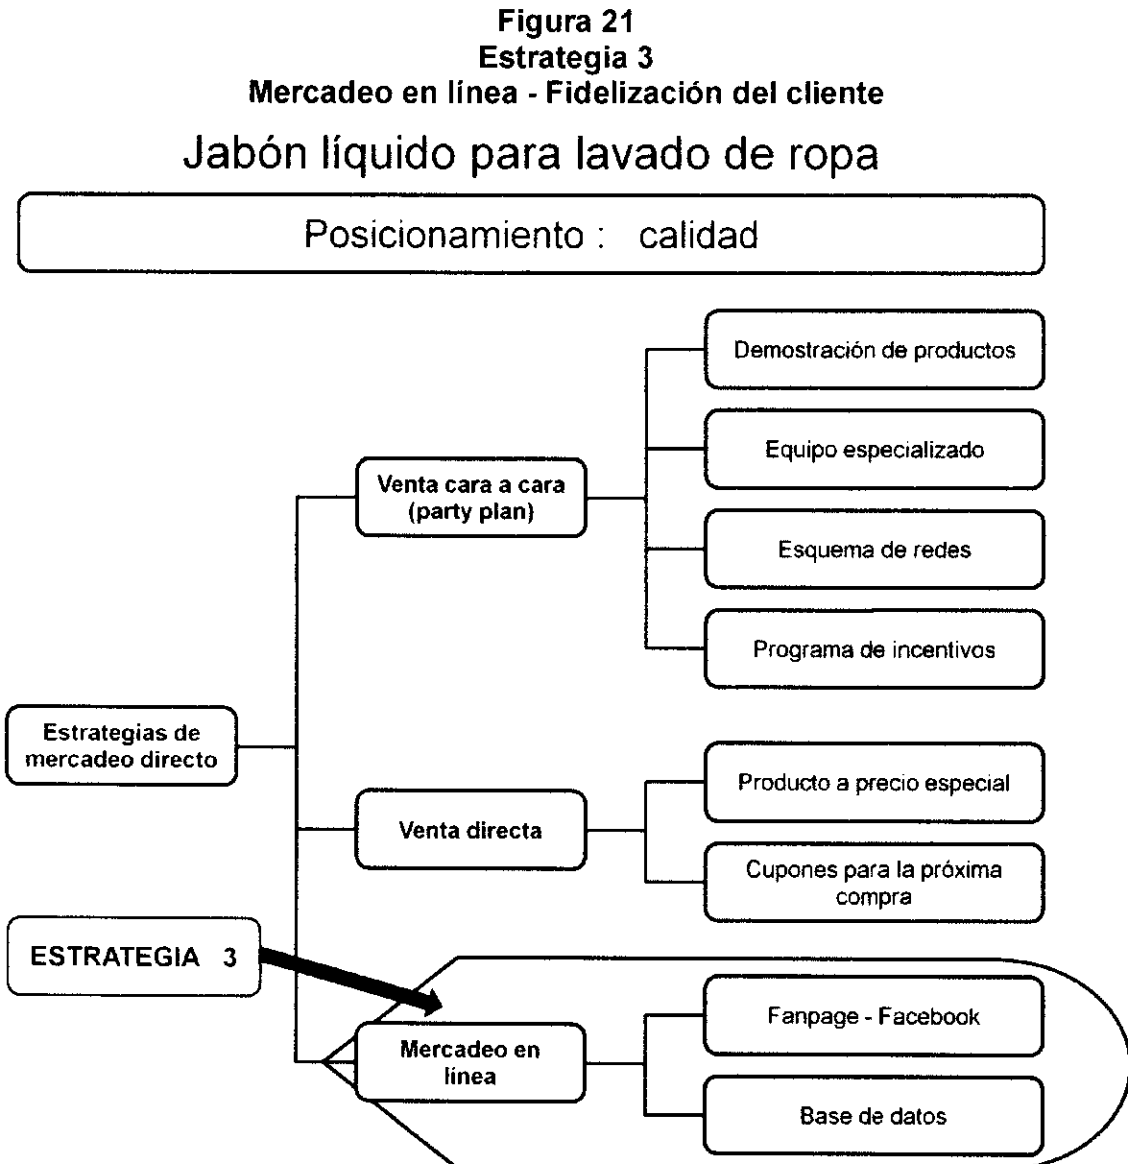 Figura 21
Estrategia 3
Mercadeo en línea - Fidelización del cliente
Jabón líquido para lavado de ropa
Posicionamiento : calidad
Demostración de productos
Equipo especializado
Venta cara a cara
(party plan)
Esquema de redes
Programa de incentivos
Estrategias de
mercadeo directo
Producto a precio especial
Venta directa
Cupones para la próxima
compra
ESTRATEGIA 3
Fanpage - Facebook
Mercadeo en
línea
Base de datos